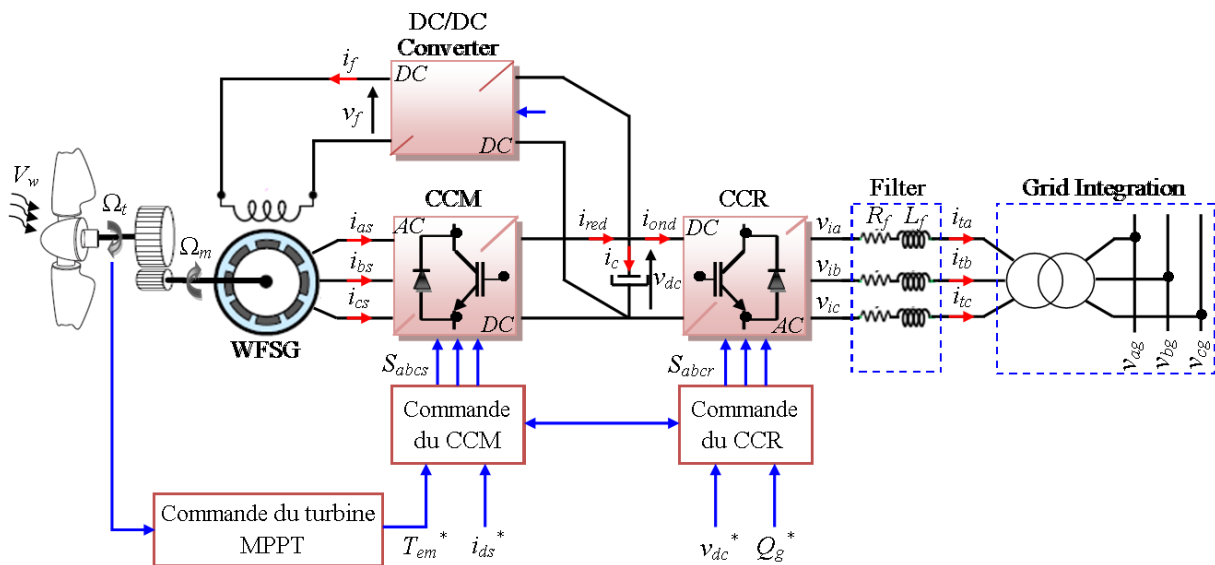 DC/DC
Converter
i_f
DC
v_f
DC
V_w
Ω_t
Ω_m
WFSG
i_as
i_bs
i_cs
CCM
AC
DC
i_red
i_ond
i_c
v_dc
CCR
DC
AC
v_ia
v_ib
v_ic
Filter
R_f L_f
i_ta
i_tb
i_tc
Grid Integration
v_ag
v_bg
v_cg
S_abcs
S_abcr
Commande
du CCM
Commande
du CCR
Commande du turbine
MPPT
T_em*
i_ds*
v_dc*
Q_g*